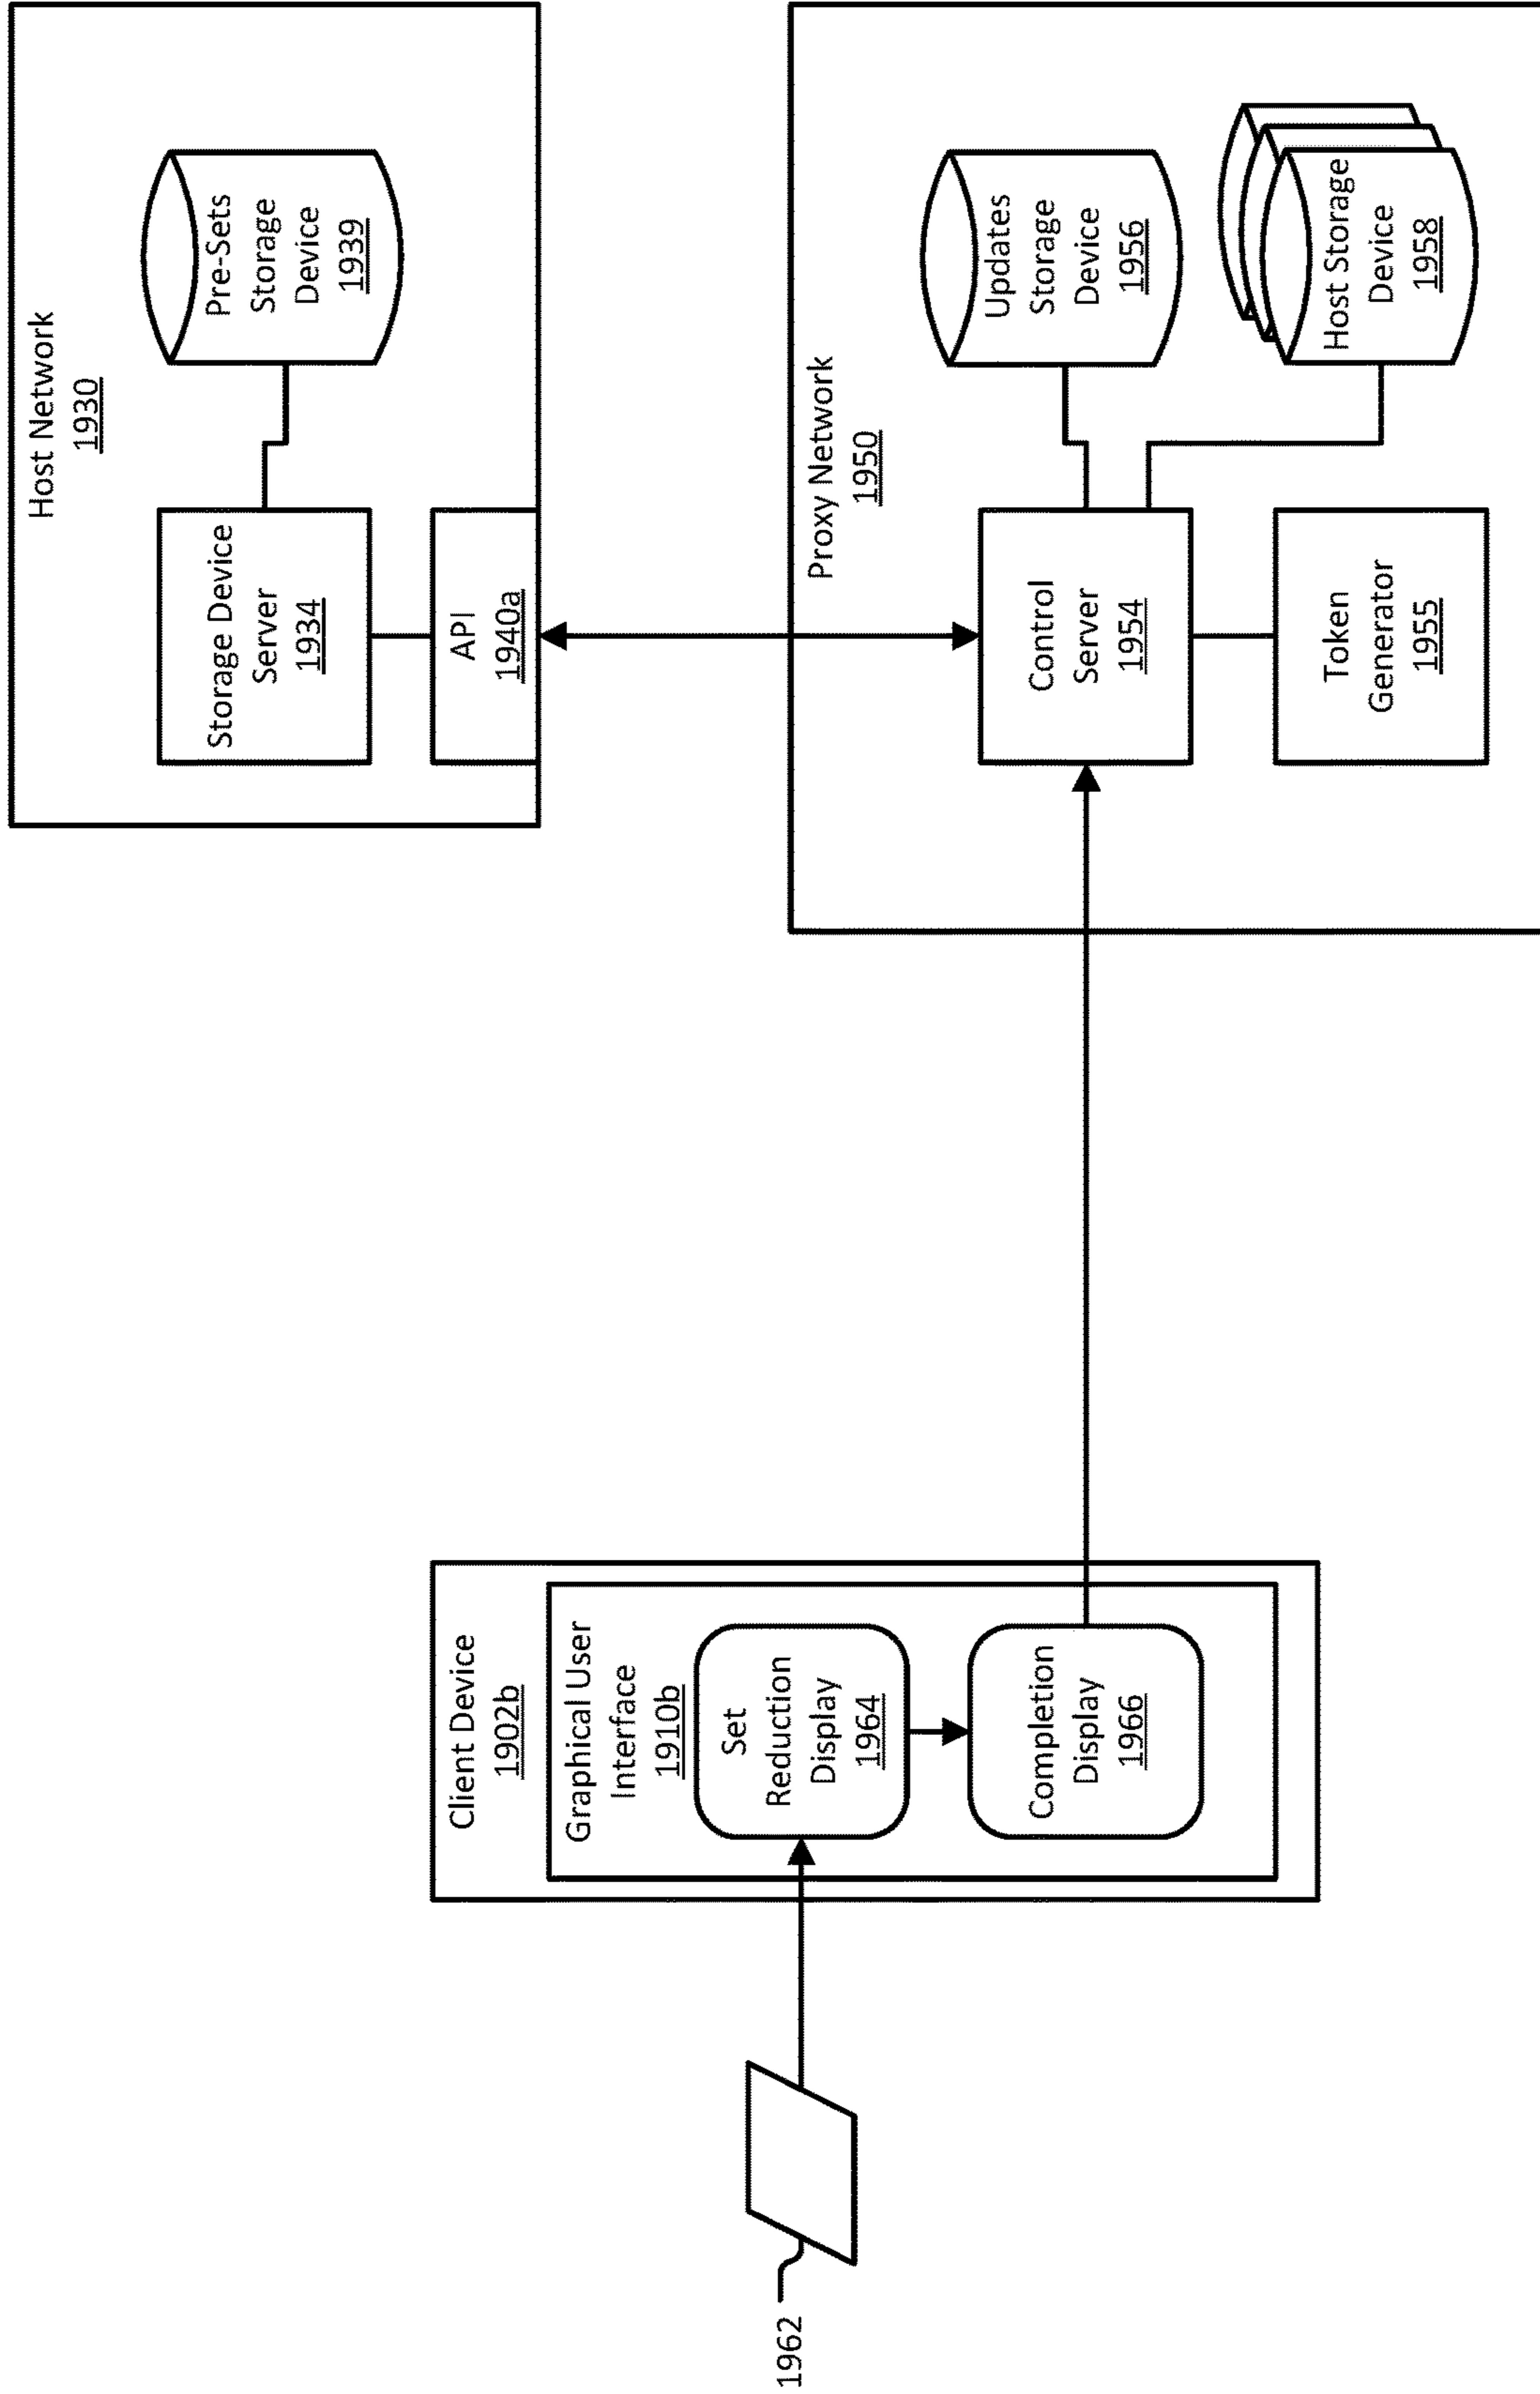 1962
Client Device
1902b
Graphical User
Interface
1910b
Set
Reduction
Display
1964
Completion
Display
1966
Host Network
1930
Storage Device
Server
1934
API
1940a
Pre-Sets
Storage
Device
1939
Proxy Network
1950
Control
Server
1954
Token
Generator
1955
Updates
Storage
Device
1956
Host Storage
Device
1958